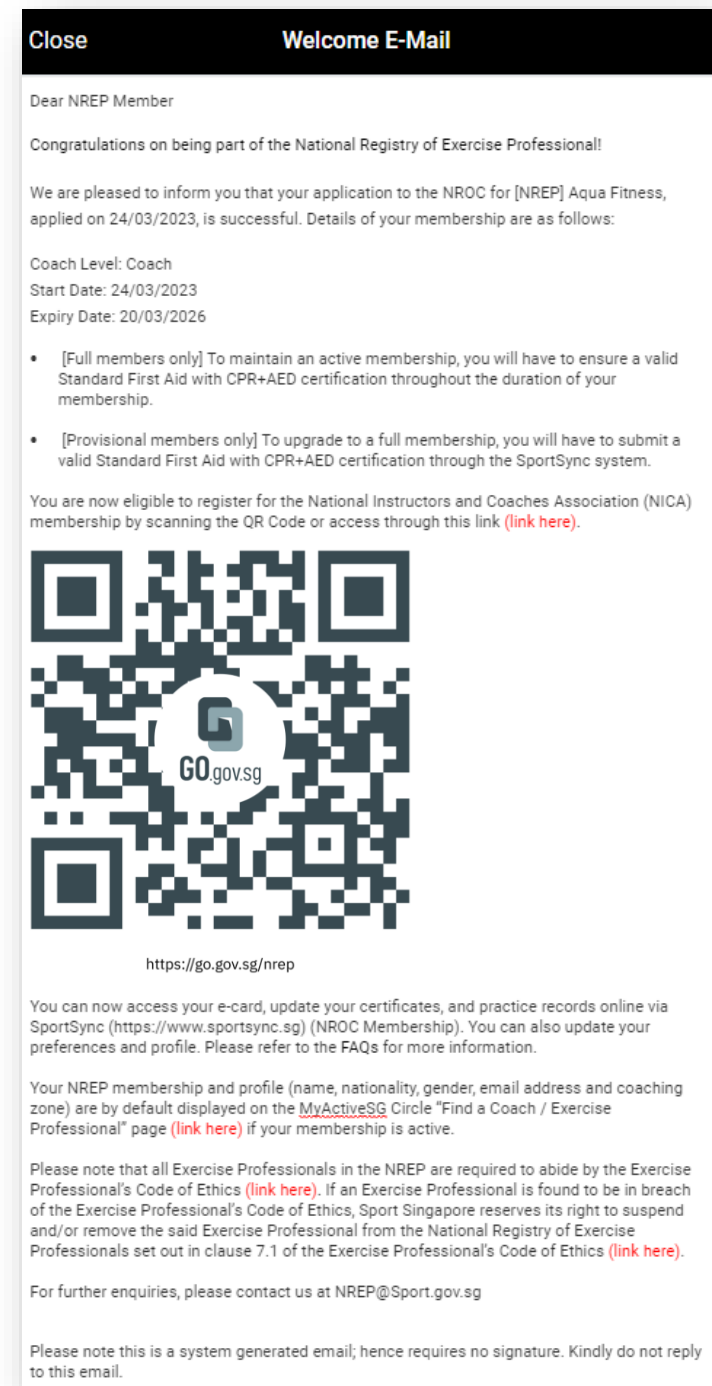 Close
Welcome E-Mail
Dear NREP Member
Congratulations on being part of the National Registry of Exercise Professional!
We are pleased to inform you that your application to the NROC for [NREP] Aqua Fitness,
applied on 24/03/2023, is successful. Details of your membership are as follows:
Coach Level: Coach
Start Date: 24/03/2023
Expiry Date: 20/03/2026
• [Full members only] To maintain an active membership, you will have to ensure a valid
Standard First Aid with CPR+AED certification throughout the duration of your
membership.
• [Provisional members only] To upgrade to a full membership, you will have to submit a
valid Standard First Aid with CPR+AED certification through the SportSync system.
You are now eligible to register for the National Instructors and Coaches Association (NICA)
membership by scanning the QR Code or access through this link (link here).
GO.gov.sg
https://go.gov.sg/nrep
You can now access your e-card, update your certificates, and practice records online via
SportSync (https://www.sportsync.sg) (NROC Membership). You can also update your
preferences and profile. Please refer to the FAQs for more information.
Your NREP membership and profile (name, nationality, gender, email address and coaching
zone) are by default displayed on the MyActiveSG Circle "Find a Coach / Exercise
Professional" page (link here) if your membership is active.
Please note that all Exercise Professionals in the NREP are required to abide by the Exercise
Professional's Code of Ethics (link here). If an Exercise Professional is found to be in breach
of the Exercise Professional's Code of Ethics, Sport Singapore reserves its right to suspend
and/or remove the said Exercise Professional from the National Registry of Exercise
Professionals set out in clause 7.1 of the Exercise Professional's Code of Ethics (link here).
For further enquiries, please contact us at NREP@Sport.gov.sg
Please note this is a system generated email; hence requires no signature. Kindly do not reply
to this email.